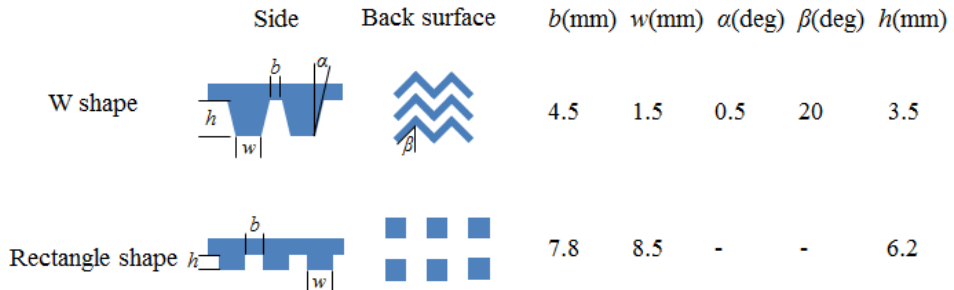 Side Back surface b(mm) w(mm) α(deg) β(deg) h(mm)
b α
W shape 4.5 1.5 0.5 20 3.5
h
w β
b
Rectangle shape h 7.8 8.5 - - 6.2
w